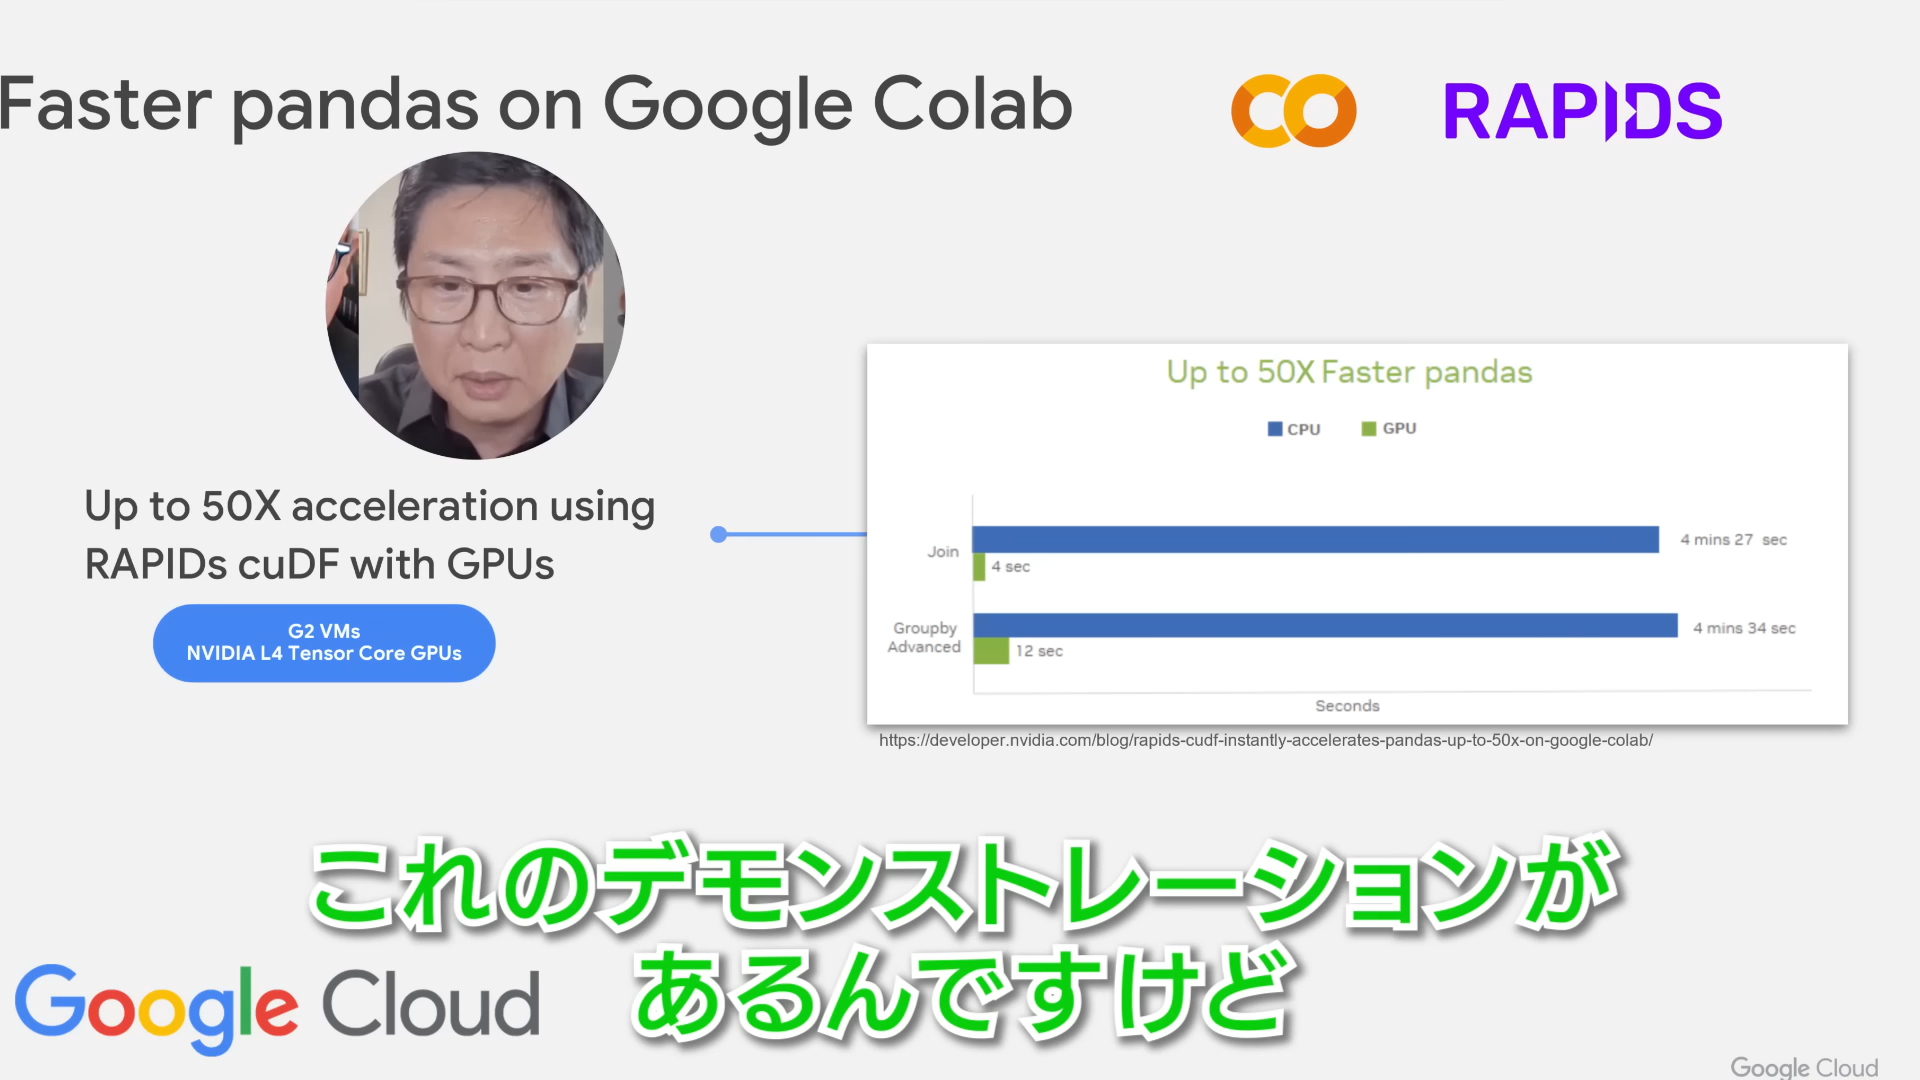 Faster pandas on Google Colab
RAPIDS
Up to 50X acceleration using
RAPIDs cuDF with GPUs
G2 VMs
NVIDIA L4 Tensor Core GPUs
Up to 50X Faster pandas
CPU GPU
Join
4 mins 27 sec
4 sec
Groupby
Advanced
4 mins 34 sec
12 sec
Seconds
https://developer.nvidia.com/blog/rapids-cudf-instantly-accelerates-pandas-up-to-50x-on-google-colab/
これのデモンストレーションが
あるんですけど
Google Cloud
Google Cloud